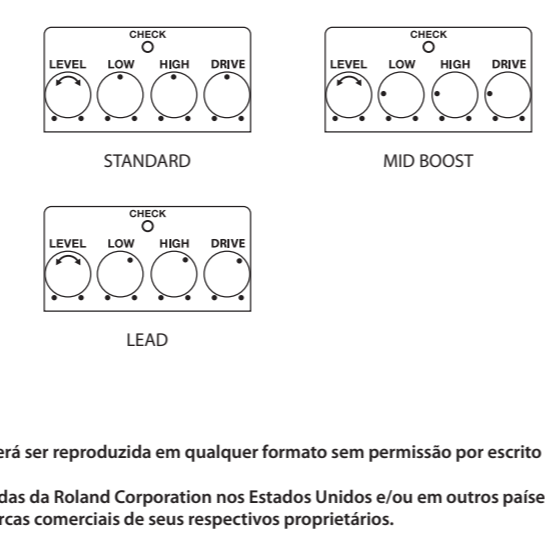 CHECK
LEVEL LOW HIGH DRIVE
STANDARD
CHECK
LEVEL LOW HIGH DRIVE
MID BOOST
CHECK
LEVEL LOW HIGH DRIVE
LEAD
erá ser reproduzida em qualquer formato sem permissão por escrito
das da Roland Corporation nos Estados Unidos e/ou em outros paíse
rcas comerciais de seus respectivos proprietários.